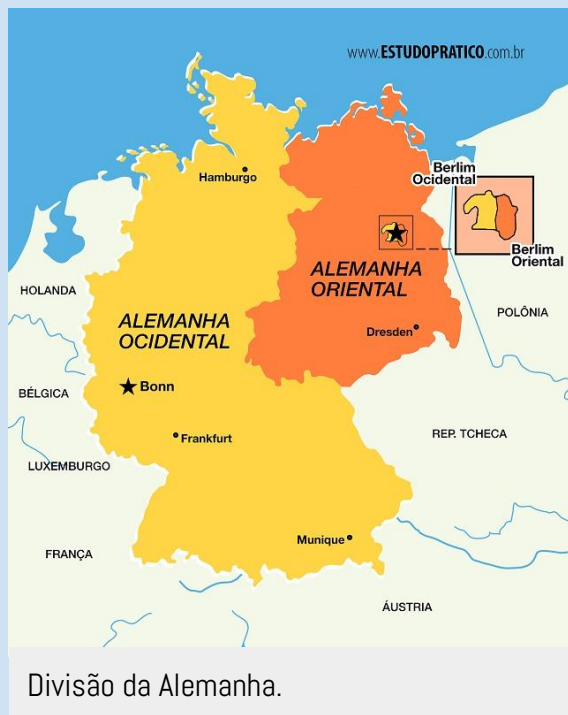 www.ESTUDOPRATICO.com.br
Berlim
Ocidental
Hamburgo
Berlim
Oriental
ALEMANHA
ORIENTAL
HOLANDA
POLÔNIA
ALEMANHA
OCIDENTAL
Dresden
Bonn
BÉLGICA
Frankfurt
REP. TCHECA
LUXEMBURGO
Munique
FRANÇA
ÁUSTRIA
Divisão da Alemanha.